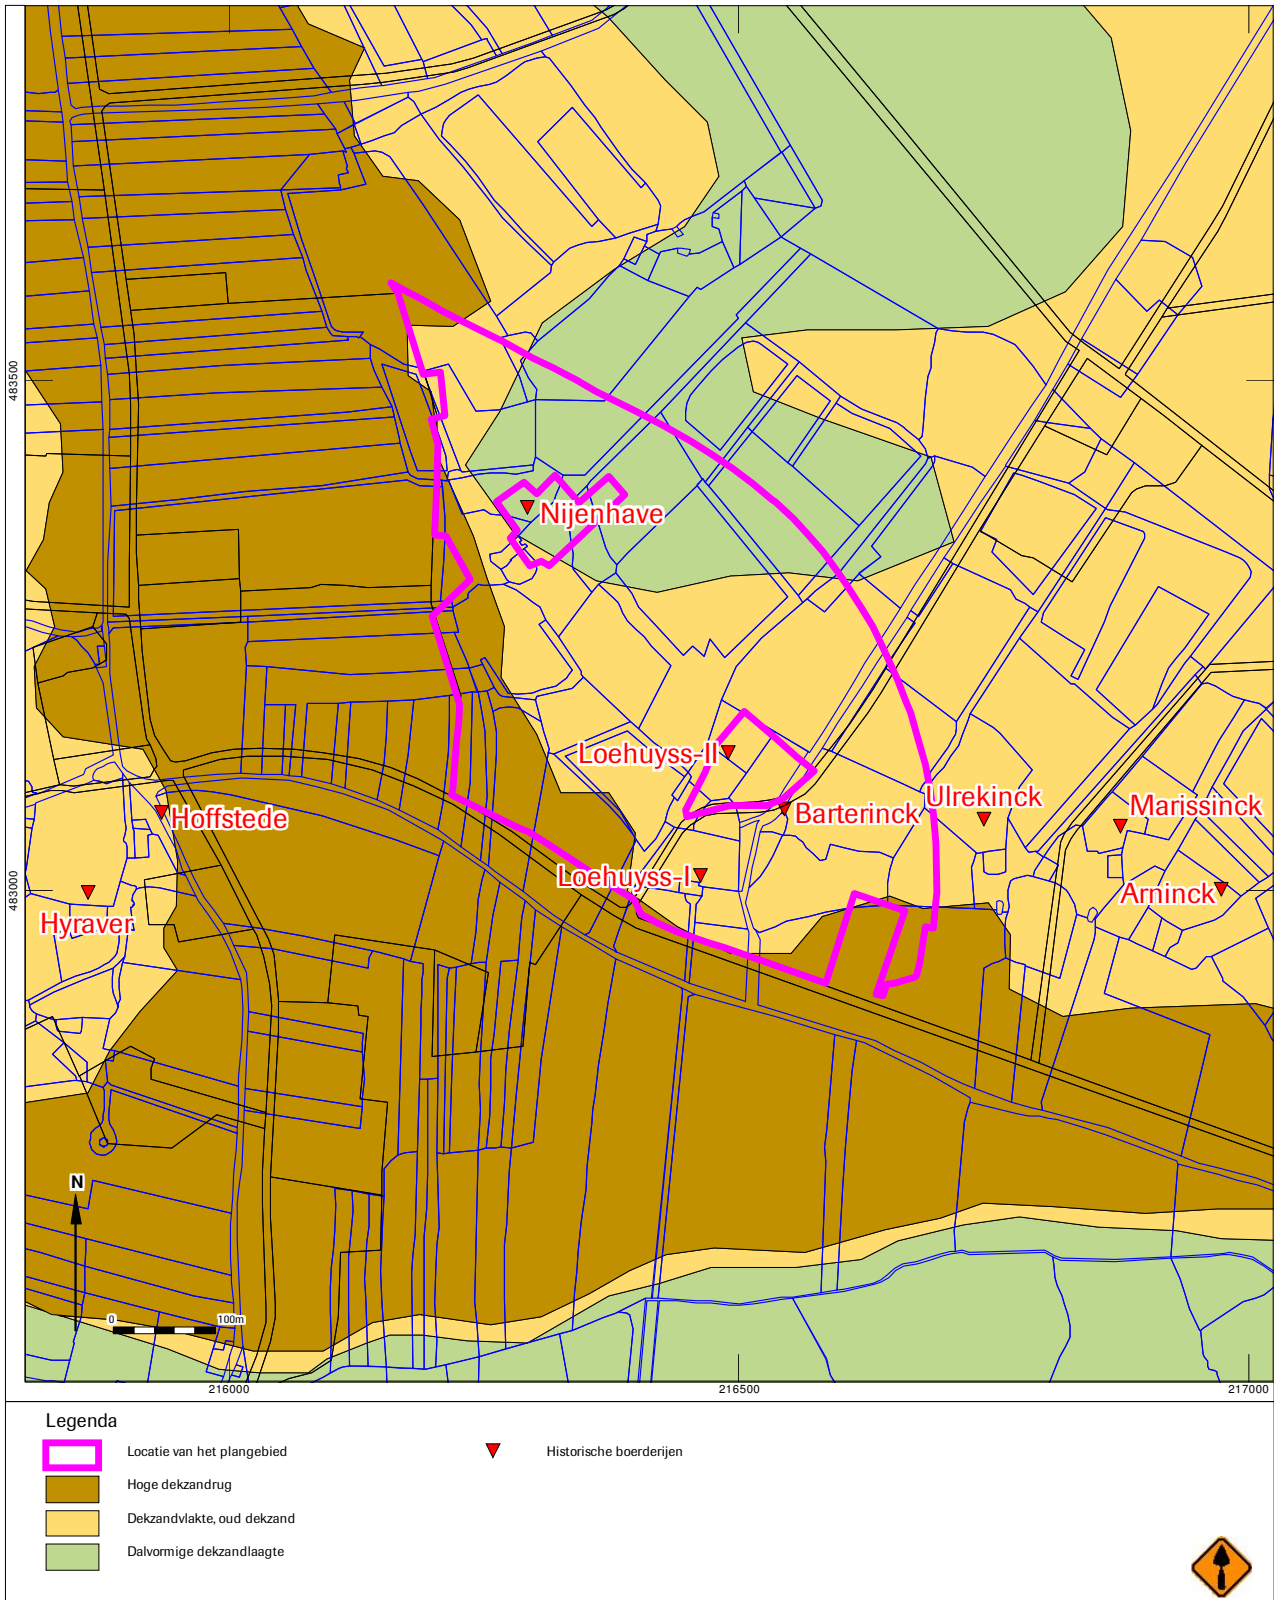 483500
Nijenhave
Loehuyss-II
Ulrekinck
Marissinck
Hoffstede
Barterinck
Loehuyss-I
483000
Arninck
Hyraver
N
0 100m
216000 216500 217000
Legenda
Locatie van het plangebied
Historische boerderijen
Hoge dekzandrug
Dekzandvlakte, oud dekzand
Dalvormige dekzandlaagte